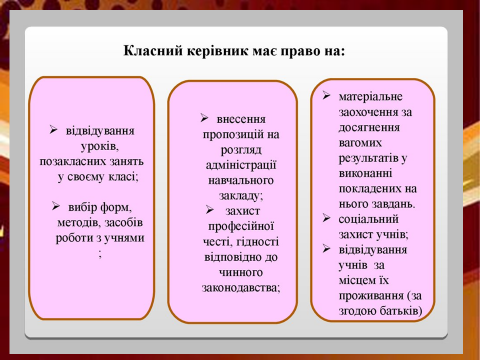 Класний керівник має право на:
➢ відвідування
уроків,
позакласних занять
у своєму класі;
➢ вибір форм,
методів, засобів
роботи з учнями
;
➢ внесення
пропозицій на
розгляд
адміністрації
навчального
закладу;
➢ захист
професійної
честі, гідності
відповідно до
чинного
законодавства;
➢ матеріальне
заохочення за
досягнення
вагомих
результатів у
виконанні
покладених на
нього завдань.
➢ соціальний
захист учнів;
➢ відвідування
учнів за
місцем їх
проживання (за
згодою батьків)